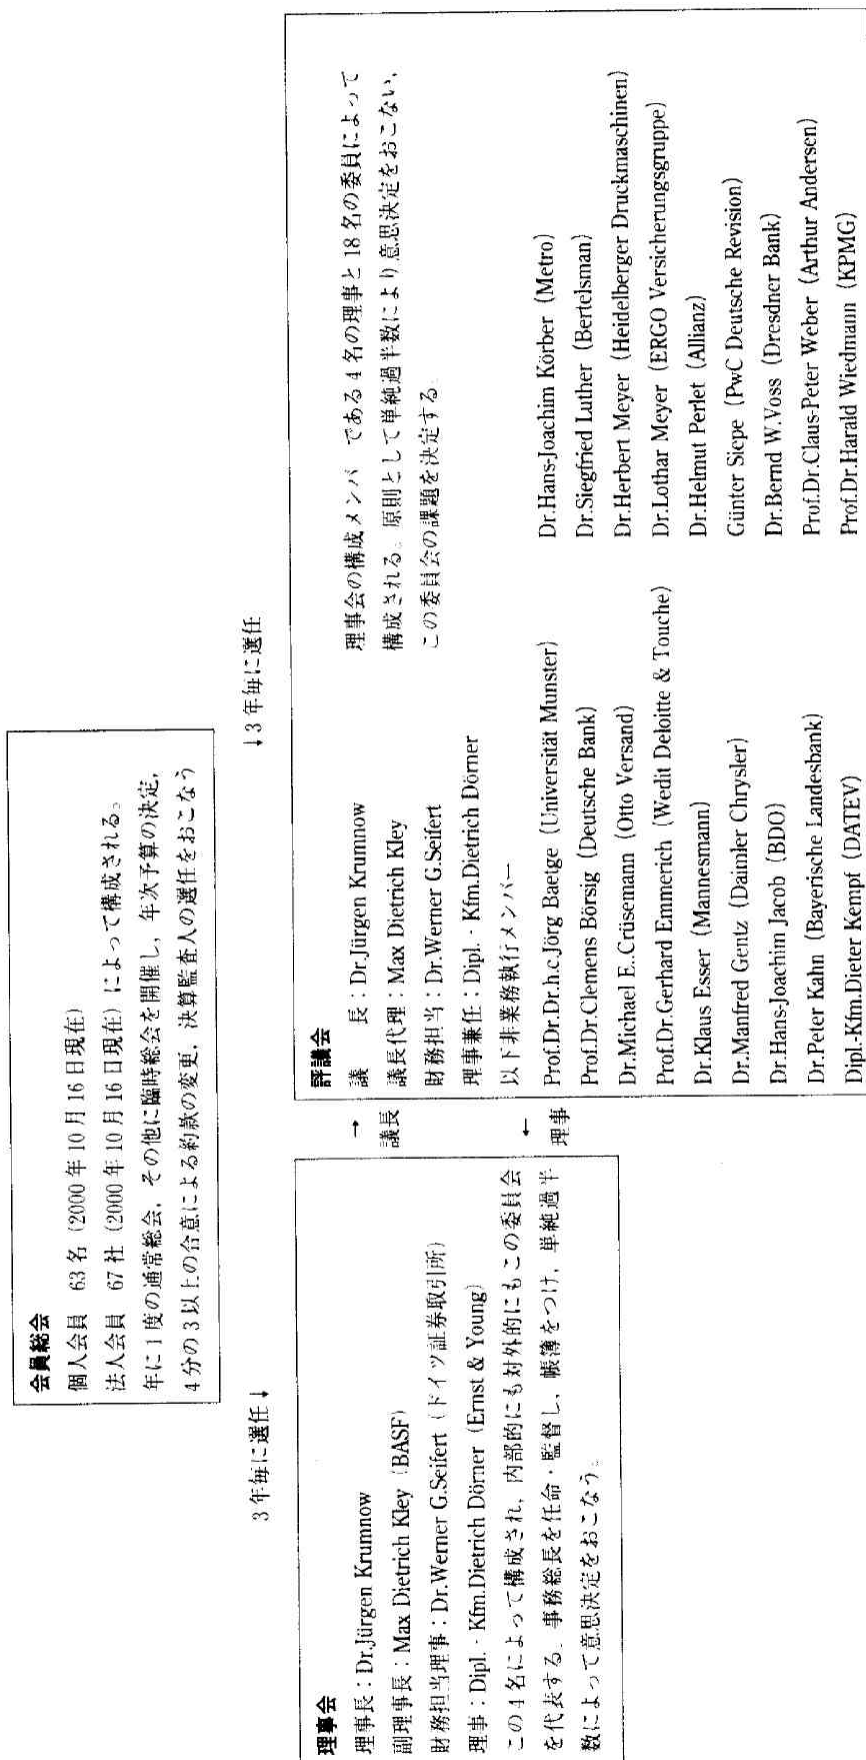 会員総会
個人会員　63名（2000年10月16日現在）
法人会員　67社（2000年10月16日現在）によって構成される。
年に1度の通常総会，その他に臨時総会を開催し，年次予算の決定，
4分の3以上の合意による約款の変更，決算監査人の選任をおこなう
3年毎に選任↓
↓3年毎に選任
理事会
理事長：Dr.Jürgen Krumnow
副理事長：Max Dietrich Kley（BASF）
財務担当理事：Dr.Werner G.Seifert（ドイツ証券取引所）
理事：Dipl.‐Kfm.Dietrich Dörner（Ernst & Young）
この4名によって構成され，内部的にも対外的にもこの委員会
を代表する。事務総長を任命・監督し，帳簿をつけ，単純過半
数によって意思決定をおこなう。
→
議長
←
理事
評議会
議　　長：Dr.Jürgen Krumnow
議長代理：Max Dietrich Kley
財務担当：Dr.Werner G.Seifert
理事兼任：Dipl.‐Kfm.Dietrich Dörner
理事会の構成メンバ　である4名の理事と18名の委員によって
構成される。原則として単純過半数により意思決定をおこない，
この委員会の課題を決定する
以下非業務執行メンバー
Prof.Dr.Dr.h.c.Jörg Baetge（Universität Munster）
Prof.Dr.Clemens Börsig（Deutsche Bank）
Dr.Michael E..Crüsemann（Otto Versand）
Prof.Dr.Gerhard Emmerich（Wedit Deloitte & Touche）
Dr.Klaus Esser（Mannesmann）
Dr.Manfred Gentz（Daimler Chrysler）
Dr.Hans-Joachim Jacob（BDO）
Dr.Peter Kahn（Bayerische Landesbank）
Dipl.-Kfm.Dieter Kempf（DATEV）
Dr.Hans-Joachim Körber（Metro）
Dr.Siegfried Luther（Bertelsman）
Dr.Herbert Meyer（Heidelberger Druckmaschinen）
Dr.Lothar Meyer（ERGO Versicherungsgruppe）
Dr.Helmut Perlet（Allianz）
Günter Siepe（PwC Deutsche Revision）
Dr.Bernd W.Voss（Dresdner Bank）
Prof.Dr.Claus-Peter Weber（Arthur Andersen）
Prof.Dr.Harald Wiedmann（KPMG）